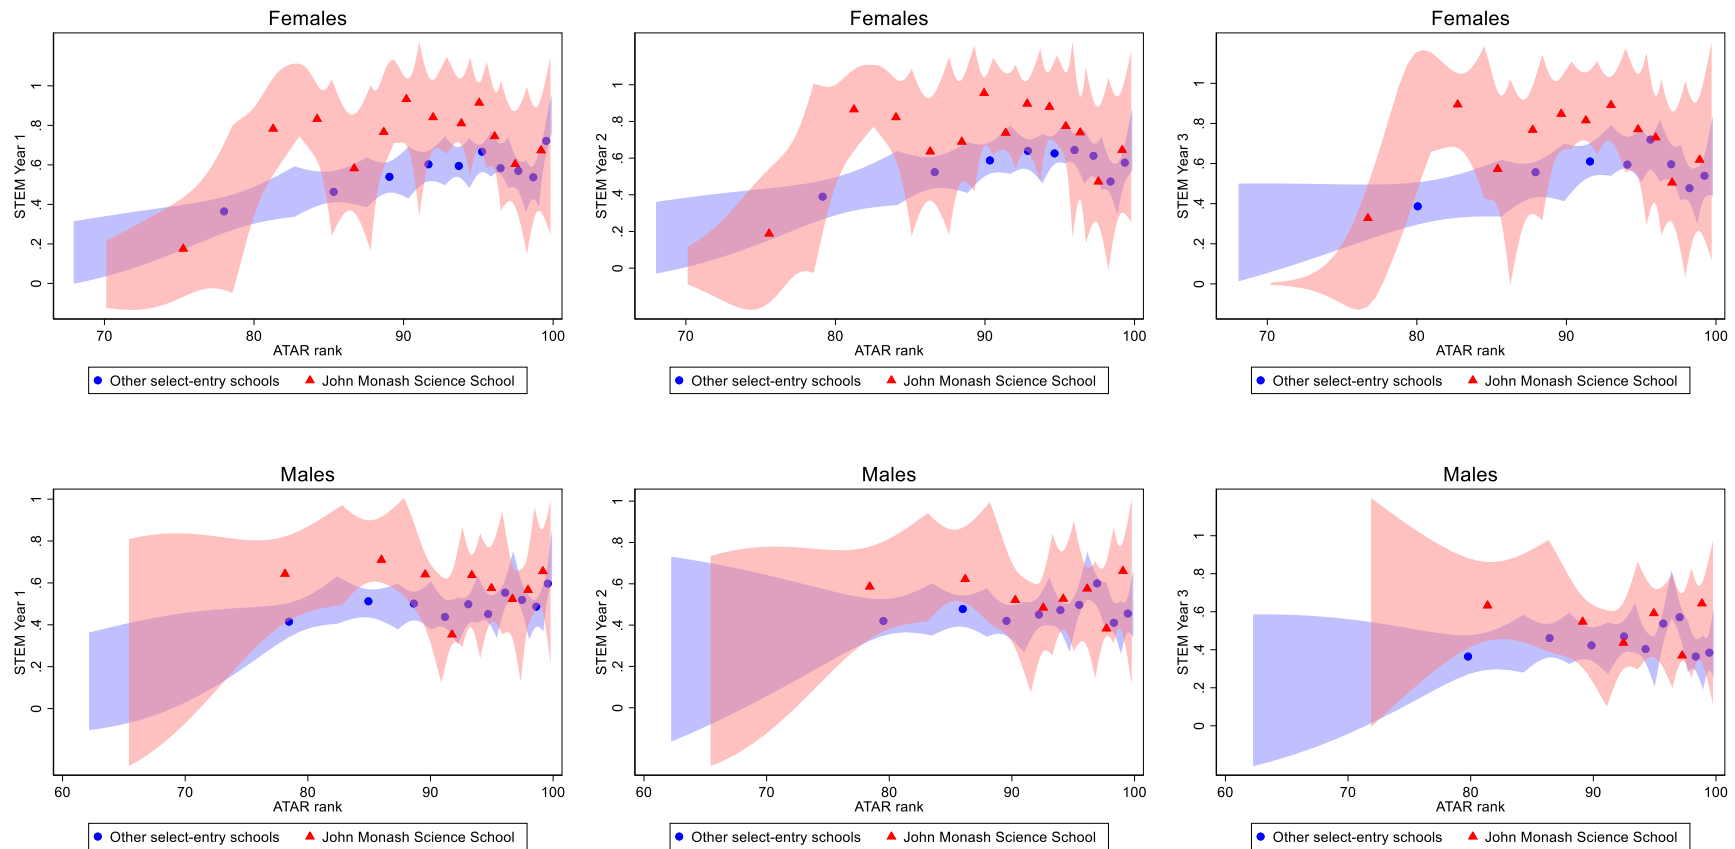 Females
STEM Year 1
1
.8
.6
.4
.2
0
70 80 90 100
ATAR rank
Other select-entry schools John Monash Science School
Females
STEM Year 2
1
.8
.6
.4
.2
0
70 80 90 100
ATAR rank
Other select-entry schools John Monash Science School
Females
STEM Year 3
1
.8
.6
.4
.2
0
70 80 90 100
ATAR rank
Other select-entry schools John Monash Science School
Males
STEM Year 1
1
.8
.6
.4
.2
0
60 70 80 90 100
ATAR rank
Other select-entry schools John Monash Science School
Males
STEM Year 2
1
.8
.6
.4
.2
0
60 70 80 90 100
ATAR rank
Other select-entry schools John Monash Science School
Males
STEM Year 3
1
.8
.6
.4
.2
0
60 70 80 90 100
ATAR rank
Other select-entry schools John Monash Science School